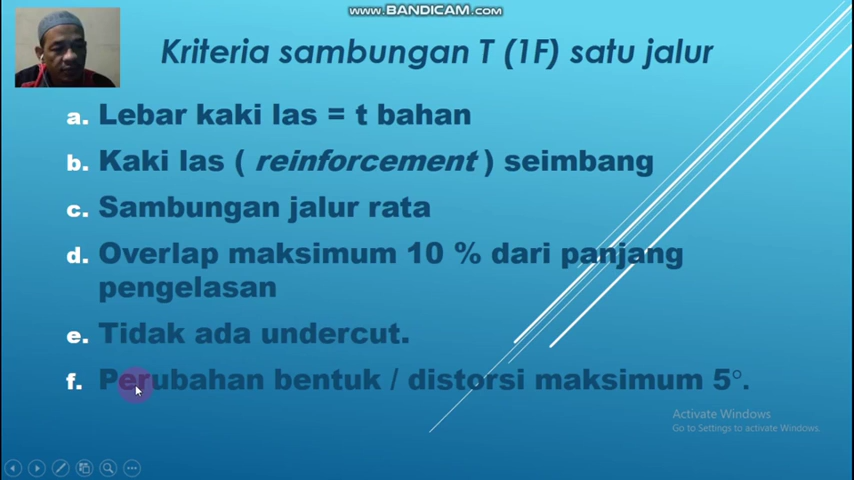 www.BANDICAM.com
Kriteria sambungan T (1F) satu jalur
a. Lebar kaki las = t bahan
b. Kaki las ( reinforcement ) seimbang
c. Sambungan jalur rata
d. Overlap maksimum 10 % dari panjang
pengelasan
e. Tidak ada undercut.
f. Perubahan bentuk / distorsi maksimum 5°.
Activate Windows
Go to Settings to activate Windows.